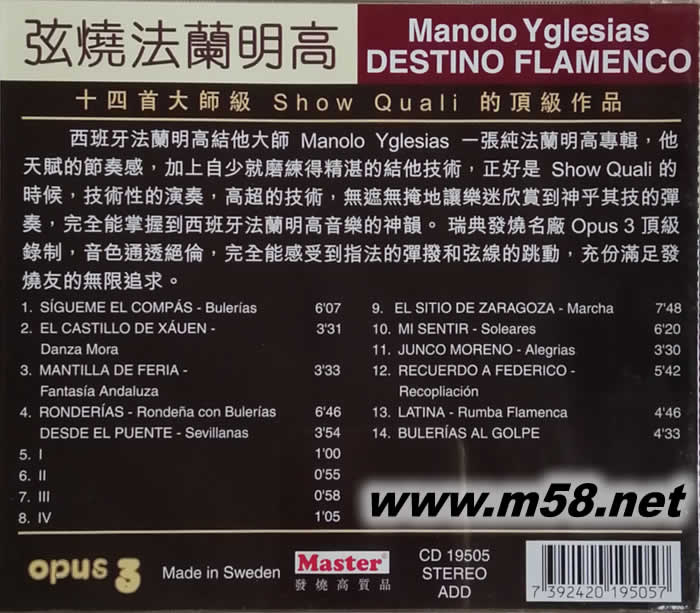 弦燒法蘭明高
Manolo Yglesias
DESTINO FLAMENCO
十四首大師級 Show Quali 的頂級作品
西班牙法蘭明高結他大師 Manolo Yglesias 一張純法蘭明高專輯，他
天賦的節奏感，加上自少就磨練得精湛的結他技術，正好是 Show Quali 的
時候，技術性的演奏，高超的技術，無遮無掩地讓樂迷欣賞到神乎其技的彈
奏，完全能掌握到西班牙法蘭明高音樂的神韻。 瑞典發燒名廠 Opus 3 頂級
錄制，音色通透絕倫，完全能感受到指法的彈撥和弦線的跳動，充份滿足發
燒友的無限追求。
1. SÍGUEME EL COMPÁS - Bulerías 6'07
2. EL CASTILLO DE XÁUEN - 3'31
Danza Mora
3. MANTILLA DE FERIA - 3'33
Fantasía Andaluza
4. RONDERÍAS - Rondeña con Bulerías 6'46
DESDE EL PUENTE - Sevillanas 3'54
5. I 1'00
6. II 0'55
7. III 0'58
8. IV 1'05
9. EL SITIO DE ZARAGOZA - Marcha 7'48
10. MI SENTIR - Soleares 6'20
11. JUNCO MORENO - Alegrias 3'30
12. RECUERDO A FEDERICO - 5'42
Recopliación
13. LATINA - Rumba Flamenca 4'46
14. BULERÍAS AL GOLPE 4'33
www.m58.net
opus 3
Made in Sweden
Master®
發燒高質品
CD 19505
STEREO
ADD
7 392420 195057